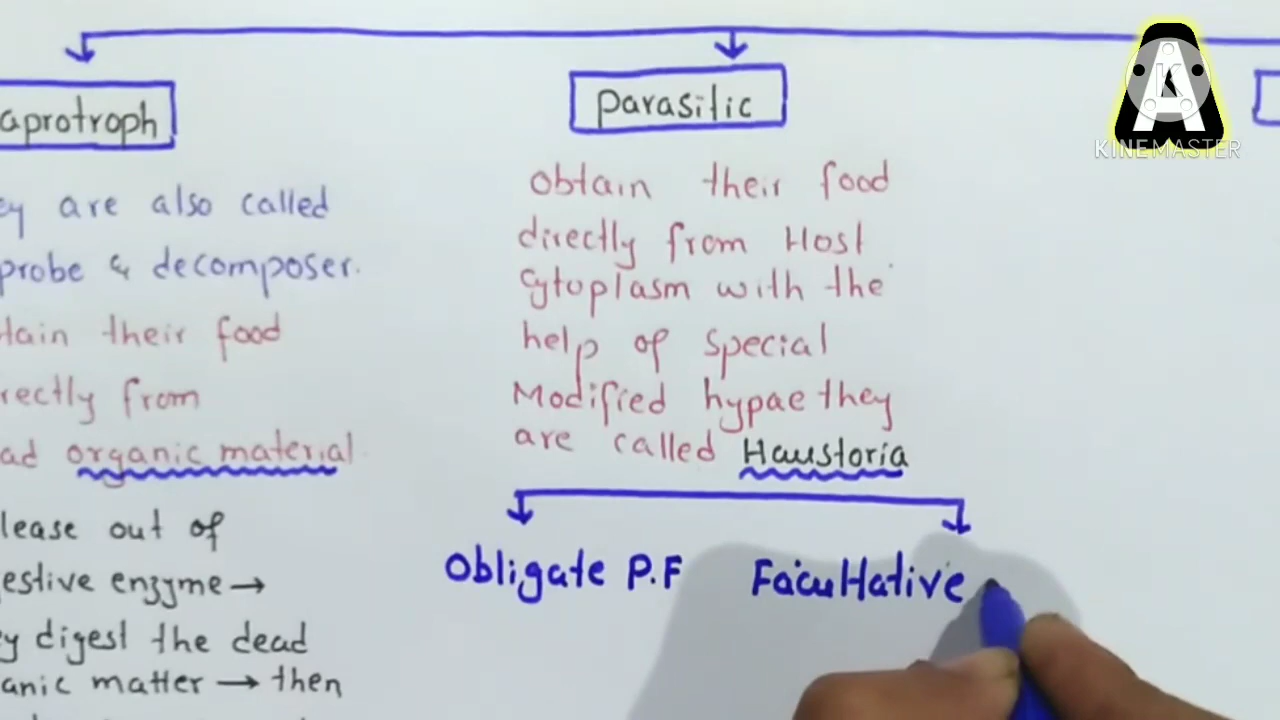 aprotroph
ey are also called
probe & decomposer.
tain their food
rectly from
ad organic material
lease out of
estive enzyme →
ey digest the dead
anic matter → then
Parasitic
Obtain their food
directly from Host
Cytoplasm with the
help of special
Modified hypae they
are called Haustoria
Obligate P.F
Facultative
KINEMASTER